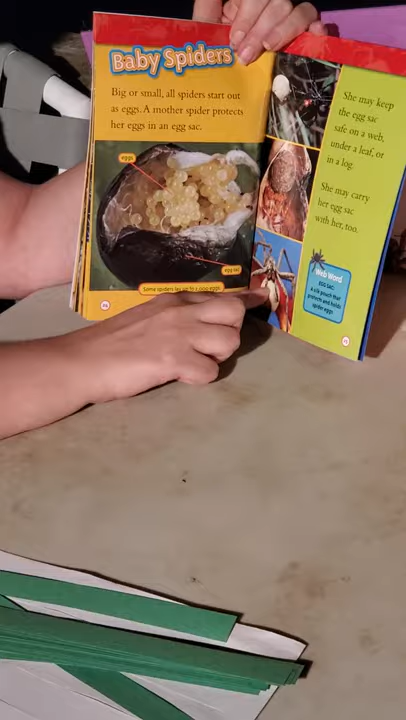 Baby Spiders
Big or small, all spiders start out
as eggs. A mother spider protects
her eggs in an egg sac.
eggs
egg sac
Some spiders lay up to 1,000 eggs.
She may keep
the egg sac
safe on a web,
under a leaf, or
in a log.
She may carry
her egg sac
with her, too.
Web Word
EGG SAC:
A silk pouch that
protects and holds
spider eggs